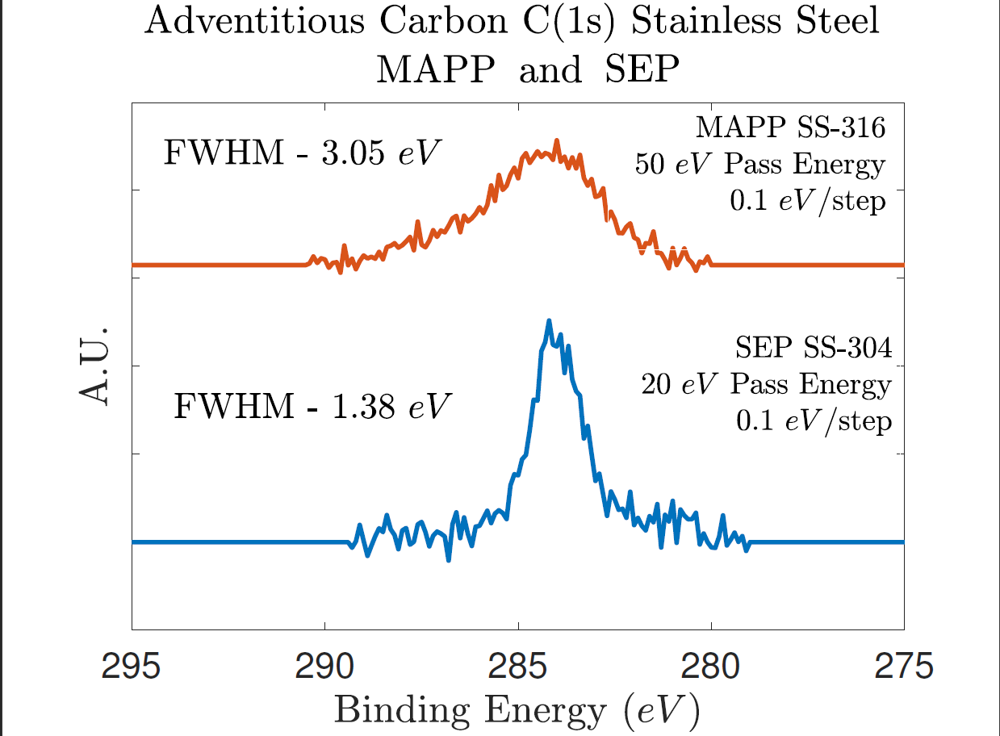 Adventitious Carbon C(1s) Stainless Steel
MAPP and SEP
FWHM - 3.05 eV
MAPP SS-316
50 eV Pass Energy
0.1 eV/step
A.U.
FWHM - 1.38 eV
SEP SS-304
20 eV Pass Energy
0.1 eV/step
295 290 285 280 275
Binding Energy (eV)